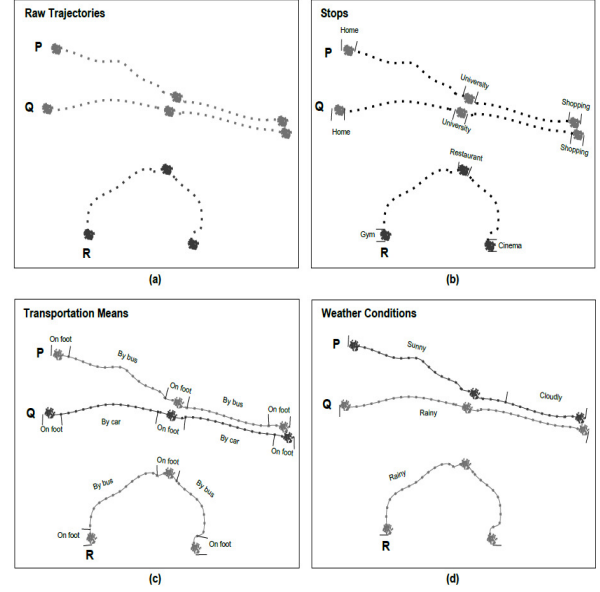 Raw Trajectories
P
Q
R
(a)
Stops
Home
P
University
Shopping
Q
Home
University
Shopping
Restaurant
Gym
Cinema
R
(b)
Transportation Means
On foot
P
By bus
On foot
By bus
Q
On foot
By car
On foot
By car
On foot
On foot
By bus
By bus
On foot
On foot
R
(c)
Weather Conditions
P
Sunny
Cloudly
Q
Rainy
Rainy
R
(d)